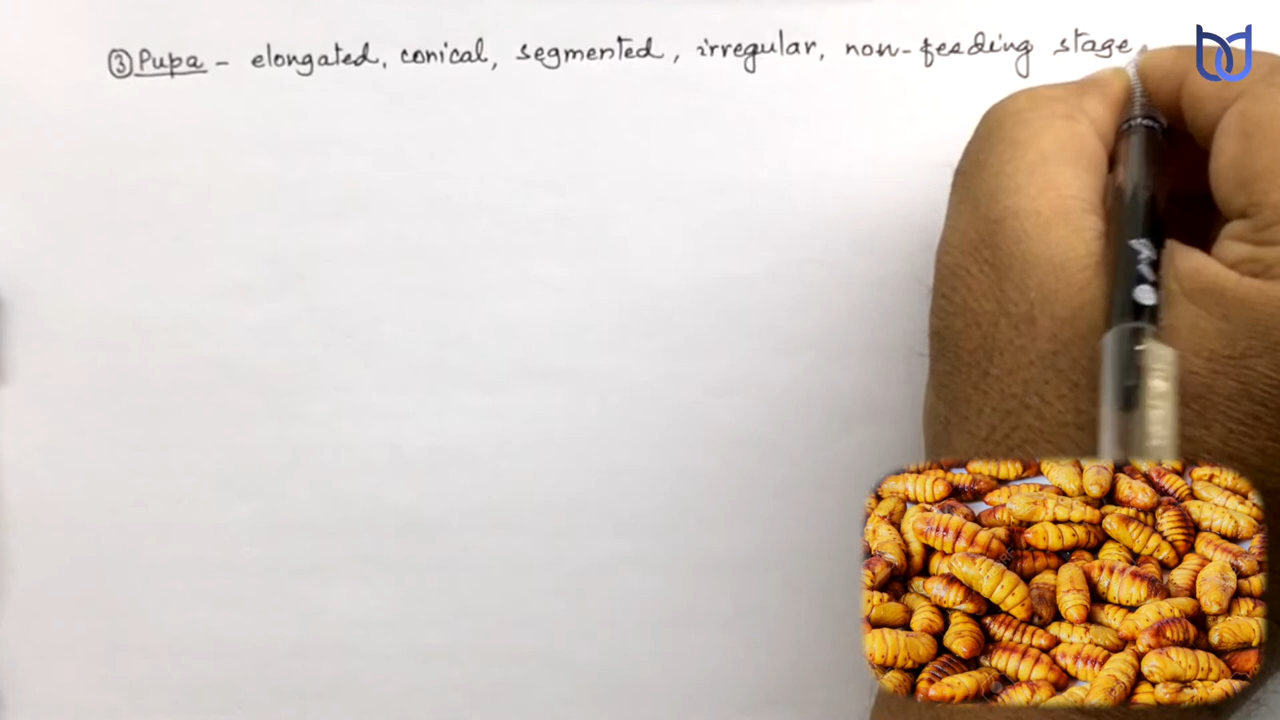 ③ Pupa - elongated, conical, segmented, irregular, non-feeding stage